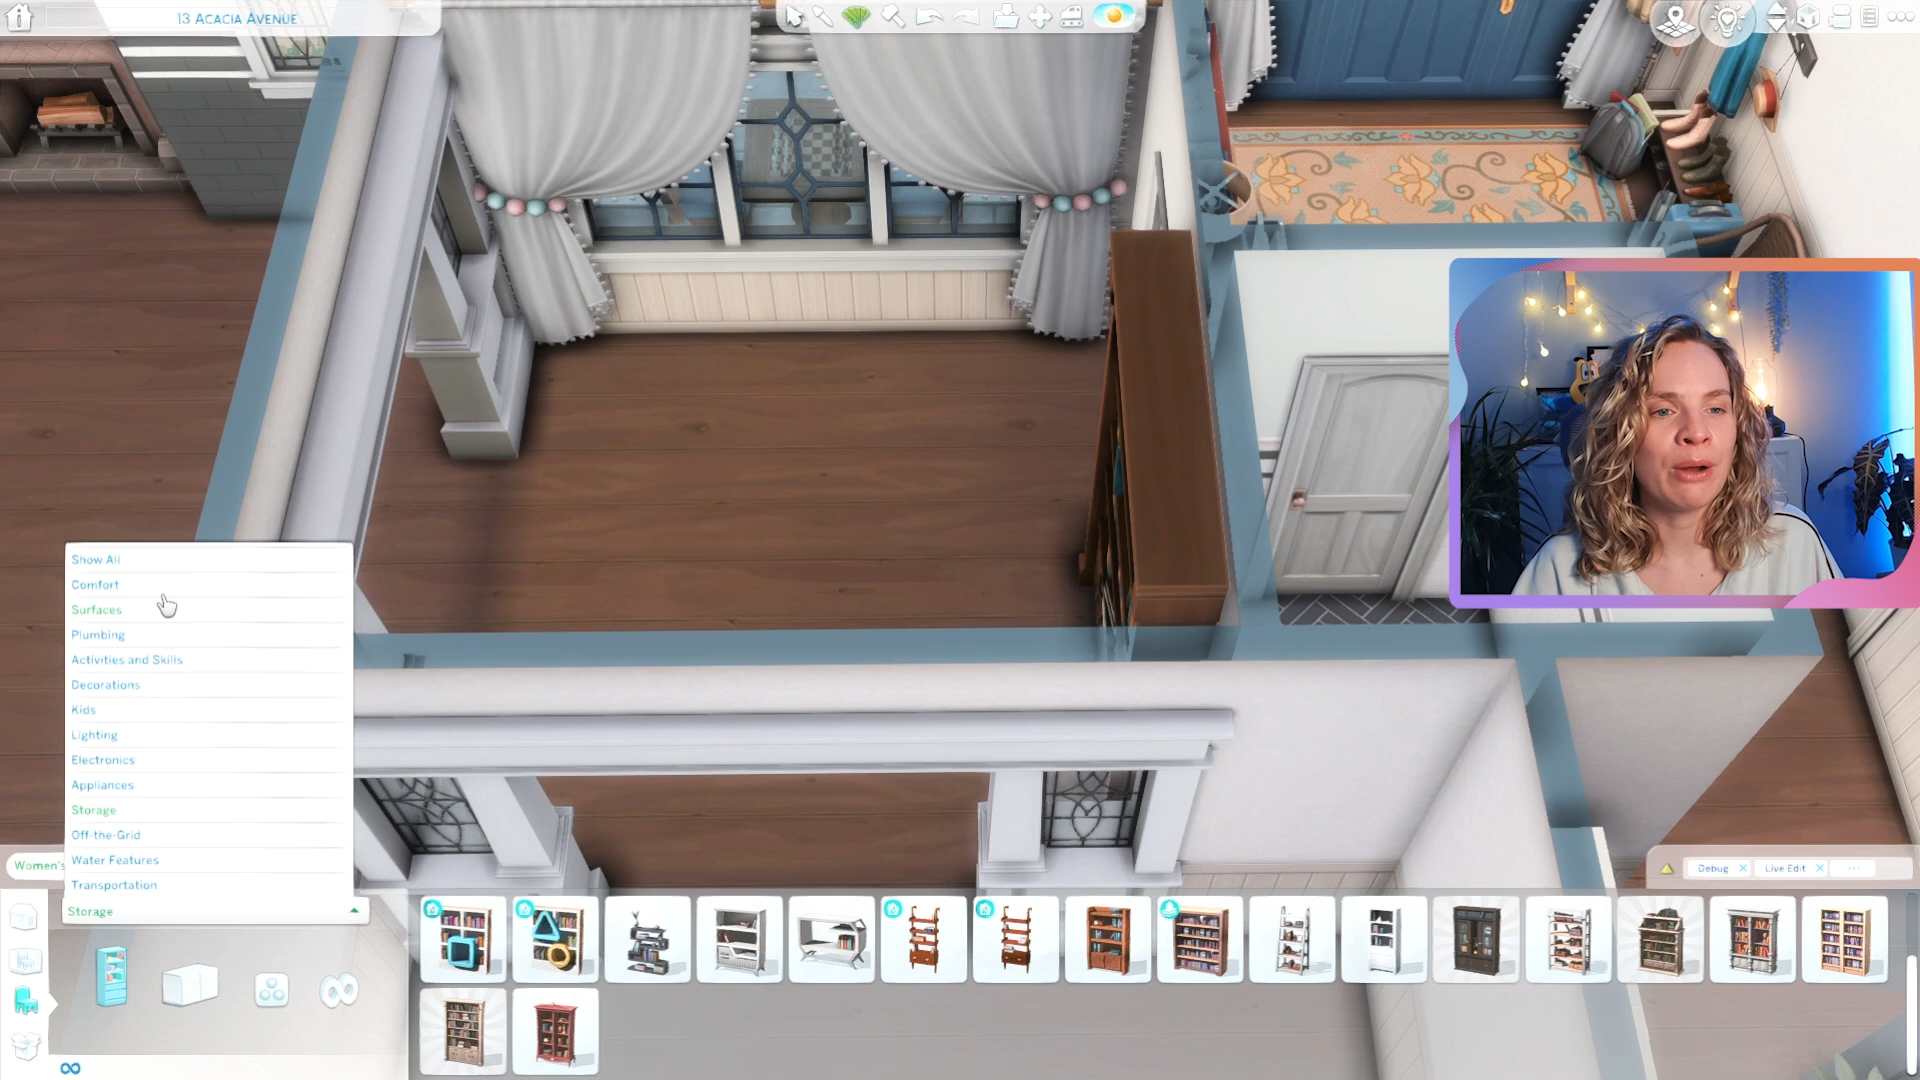 13 Acacia Avenue
Show All
Comfort
Surfaces
Plumbing
Activities and Skills
Decorations
Kids
Lighting
Electronics
Appliances
Storage
Off-the-Grid
Water Features
Transportation
Women's
Storage
Debug
Live Edit